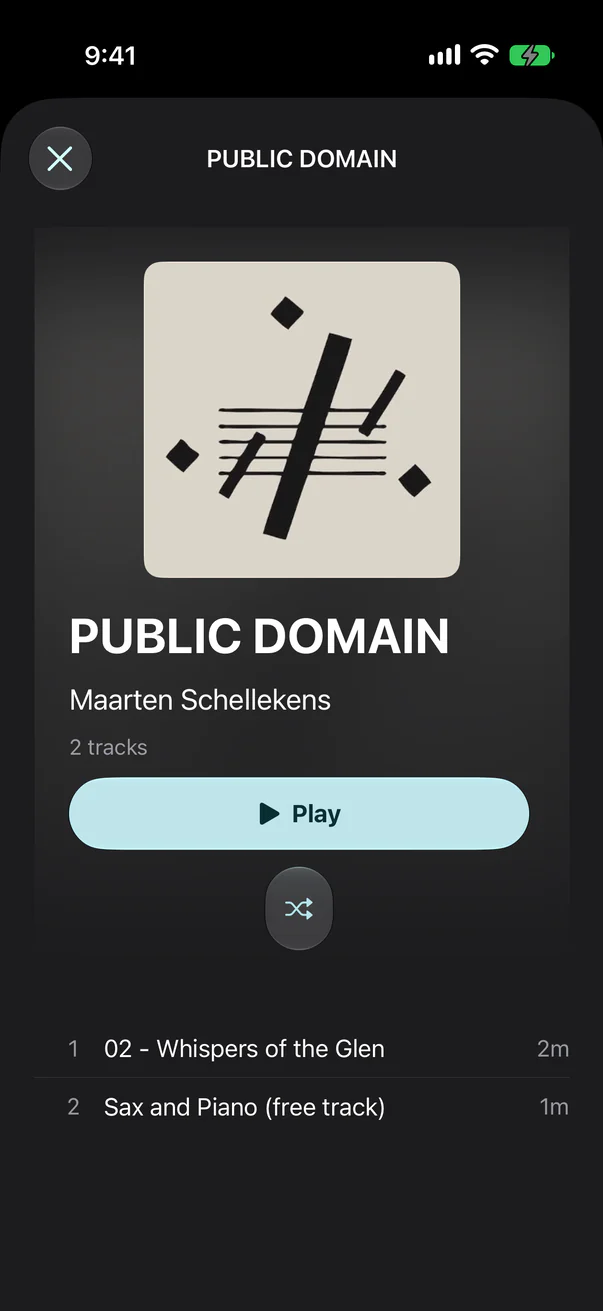 9:41
PUBLIC DOMAIN
PUBLIC DOMAIN
Maarten Schellekens
2 tracks
Play
1 02 - Whispers of the Glen 2m
2 Sax and Piano (free track) 1m